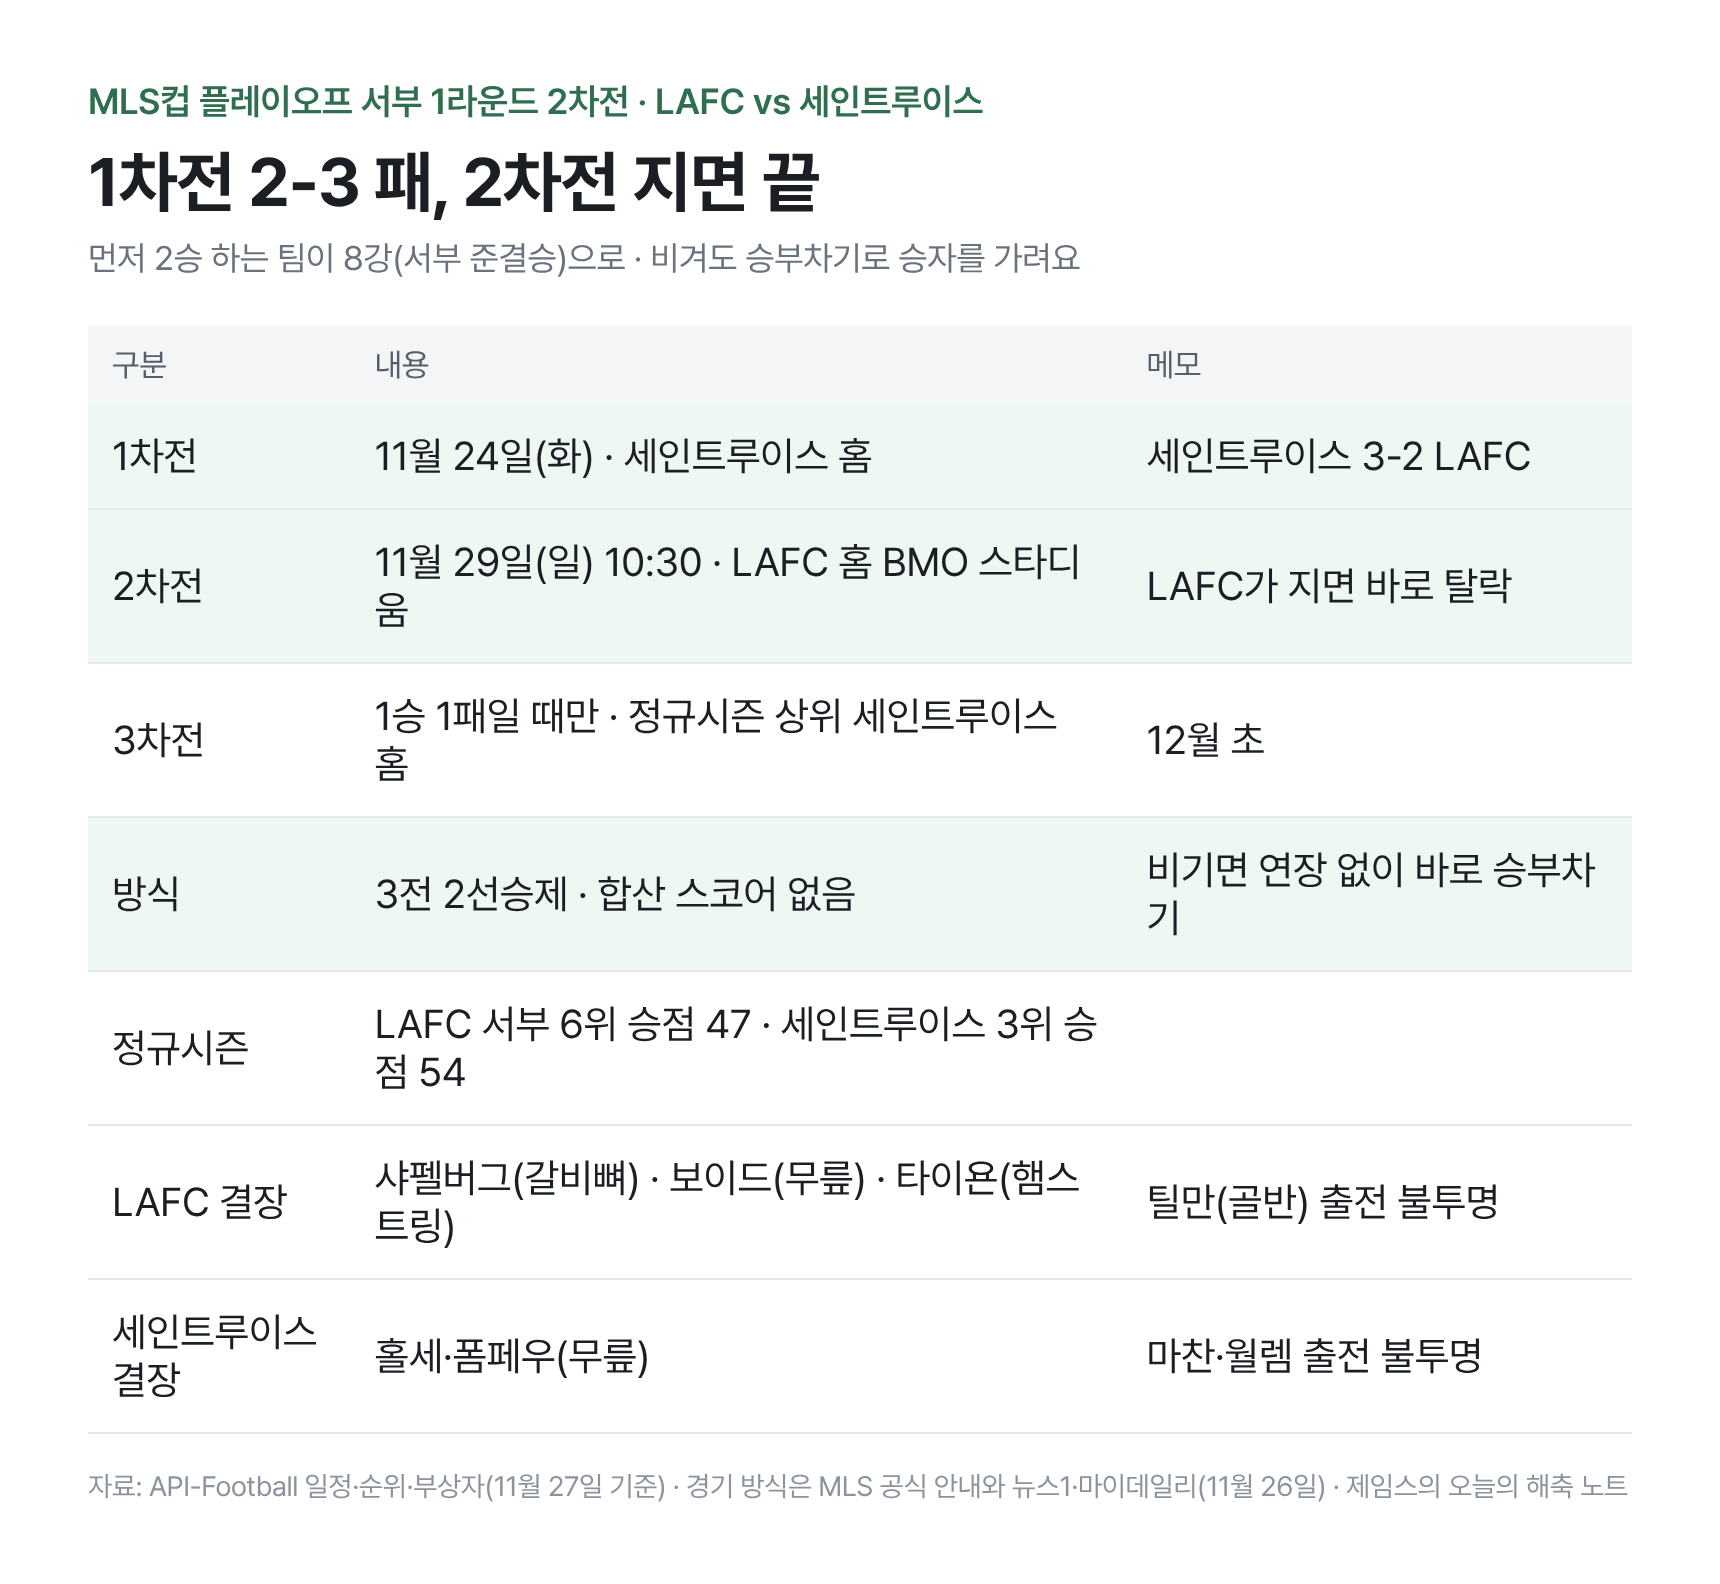 MLS컵 플레이오프 서부 1라운드 2차전 · LAFC vs 세인트루이스
1차전 2-3 패, 2차전 지면 끝
먼저 2승 하는 팀이 8강(서부 준결승)으로 · 비겨도 승부차기로 승자를 가려요
구분 내용 메모
1차전 11월 24일(화) · 세인트루이스 홈 세인트루이스 3-2 LAFC
2차전 11월 29일(일) 10:30 · LAFC 홈 BMO 스타디
움
LAFC가 지면 바로 탈락
3차전 1승 1패일 때만 · 정규시즌 상위 세인트루이스
홈
12월 초
방식 3전 2선승제 · 합산 스코어 없음
비기면 연장 없이 바로 승부차
기
정규시즌 LAFC 서부 6위 승점 47 · 세인트루이스 3위 승
점 54
LAFC 결장 샤펠버그(갈비뼈) · 보이드(무릎) · 타이욘(햄스
트링)
틸만(골반) 출전 불투명
세인트루이스
결장
홀세·폼페우(무릎) 마찬·월렘 출전 불투명
자료: API-Football 일정·순위·부상자(11월 27일 기준) · 경기 방식은 MLS 공식 안내와 뉴스1·마이데일리(11월 26일) · 제임스의 오늘의 해축 노트